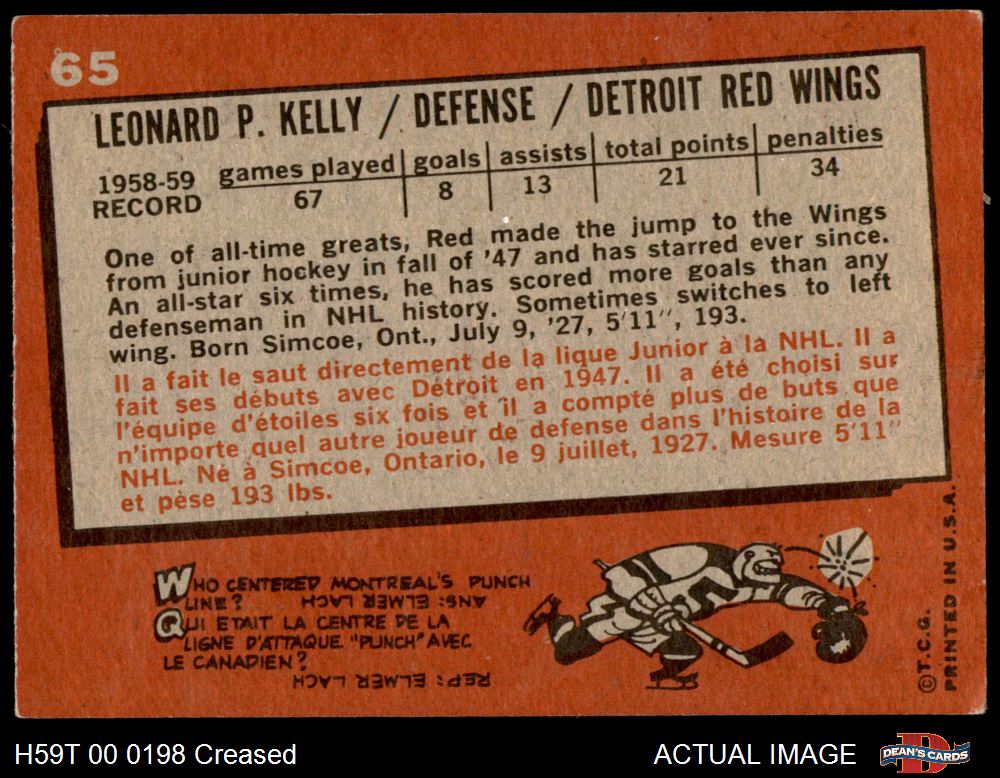 65
LEONARD P. KELLY / DEFENSE / DETROIT RED WINGS
1958-59 RECORD
games played goals assists total points penalties
67 8 13 21 34
One of all-time greats, Red made the jump to the Wings
from junior hockey in fall of '47 and has starred ever since.
An all-star six times, he has scored more goals than any
defenseman in NHL history. Sometimes switches to left
wing. Born Simcoe, Ont., July 9, '27, 5'11", 193.
Il a fait le saut directement de la ligue Junior à la NHL. Il a
fait ses débuts avec Détroit en 1947. Il a été choisi sur
l'équipe d'étoiles six fois et il a compté plus de buts que
n'importe quel autre joueur de defense dans l'histoire de la
NHL. Né à Simcoe, Ontario, le 9 juillet, 1927. Mesure 5'11"
et pèse 193 lbs.
WHO CENTERED MONTREAL'S PUNCH
LINE? ANS: ELMER LACH
QUI ETAIT LA CENTRE DE LA
LIGNE D'ATTAQUE "PUNCH" AVEC
LE CANADIEN?
REP: ELMER LACH
©T.C.G. PRINTED IN U.S.A.
H59T 00 0198 Creased
ACTUAL IMAGE
DEAN'S CARDS